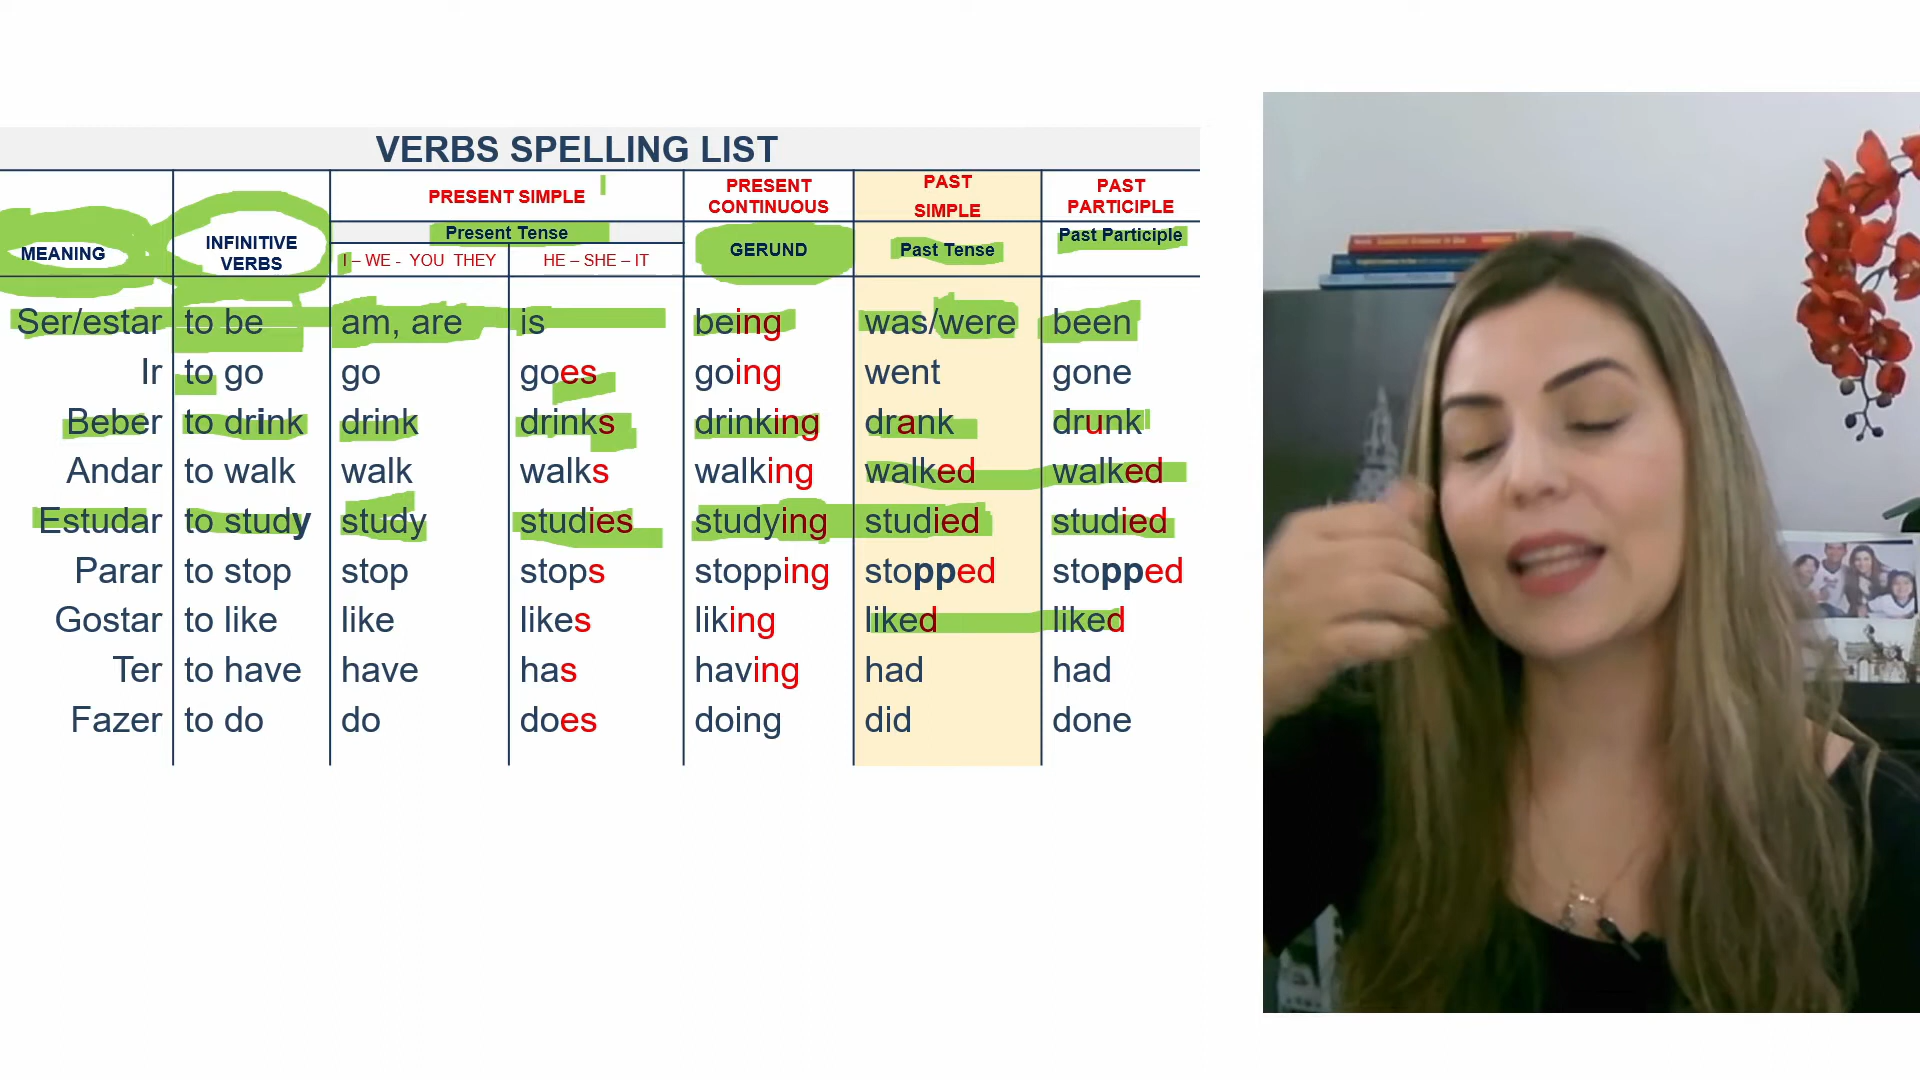 VERBS SPELLING LIST
PRESENT SIMPLE PRESENT CONTINUOUS PAST SIMPLE PAST PARTICIPLE
MEANING INFINITIVE VERBS Present Tense GERUND Past Tense Past Participle
I – WE - YOU THEY HE – SHE – IT
Ser/estar to be am, are is being was/were been
Ir to go go goes going went gone
Beber to drink drink drinks drinking drank drunk
Andar to walk walk walks walking walked walked
Estudar to study study studies studying studied studied
Parar to stop stop stops stopping stopped stopped
Gostar to like like likes liking liked liked
Ter to have have has having had had
Fazer to do do does doing did done